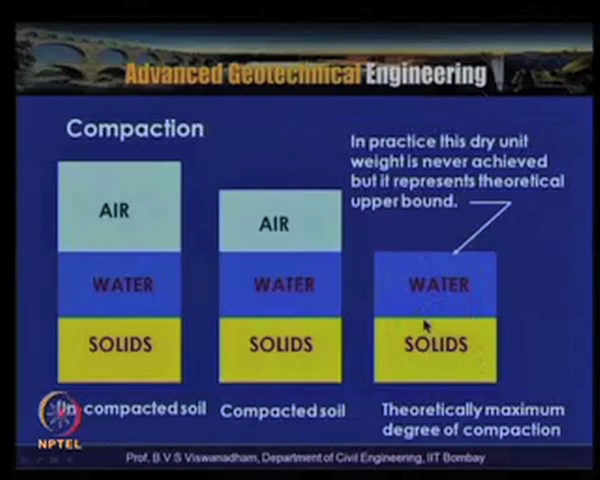 Advanced Geotechnical Engineering
Compaction
In practice this dry unit
weight is never achieved
but it represents theoretical
upper bound.
AIR
WATER
SOLIDS
AIR
WATER
SOLIDS
WATER
SOLIDS
Un compacted soil
Compacted soil
Theoretically maximum
degree of compaction
NPTEL
Prof. B V S Viswanadham, Department of Civil Engineering, IIT Bombay